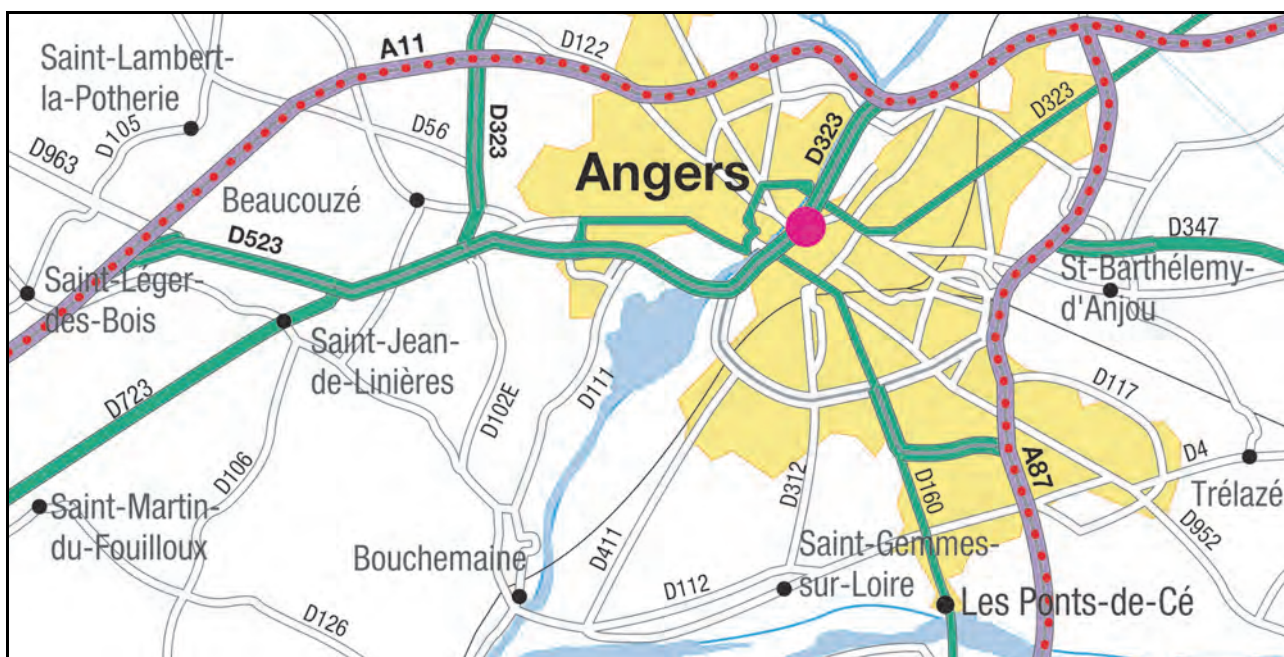 A11
D122
Saint-Lambert-
la-Potherie
D105
D56
D323
D323
D323
D963
Angers
Beaucouzé
D523
D347
St-Barthélemy-
d'Anjou
Saint-Léger-
des-Bois
Saint-Jean-
de-Linières
D723
D102E
D111
D117
D106
D312
D160
A87
D4
Trélazé
D952
Saint-Martin-
du-Fouilloux
Bouchemaine
D411
Saint-Gemmes-
sur-Loire
D112
Les Ponts-de-Cé
D126